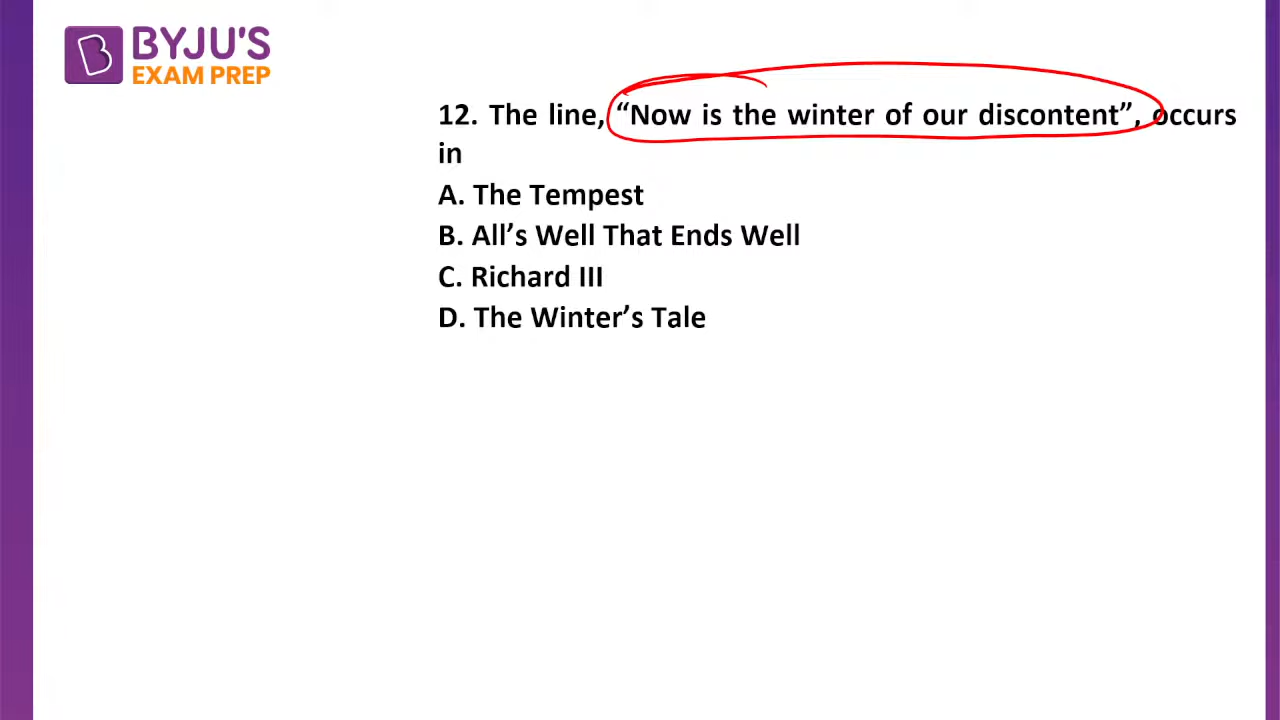 BYJU'S
EXAM PREP
12. The line, “Now is the winter of our discontent”, occurs
in
A. The Tempest
B. All’s Well That Ends Well
C. Richard III
D. The Winter’s Tale